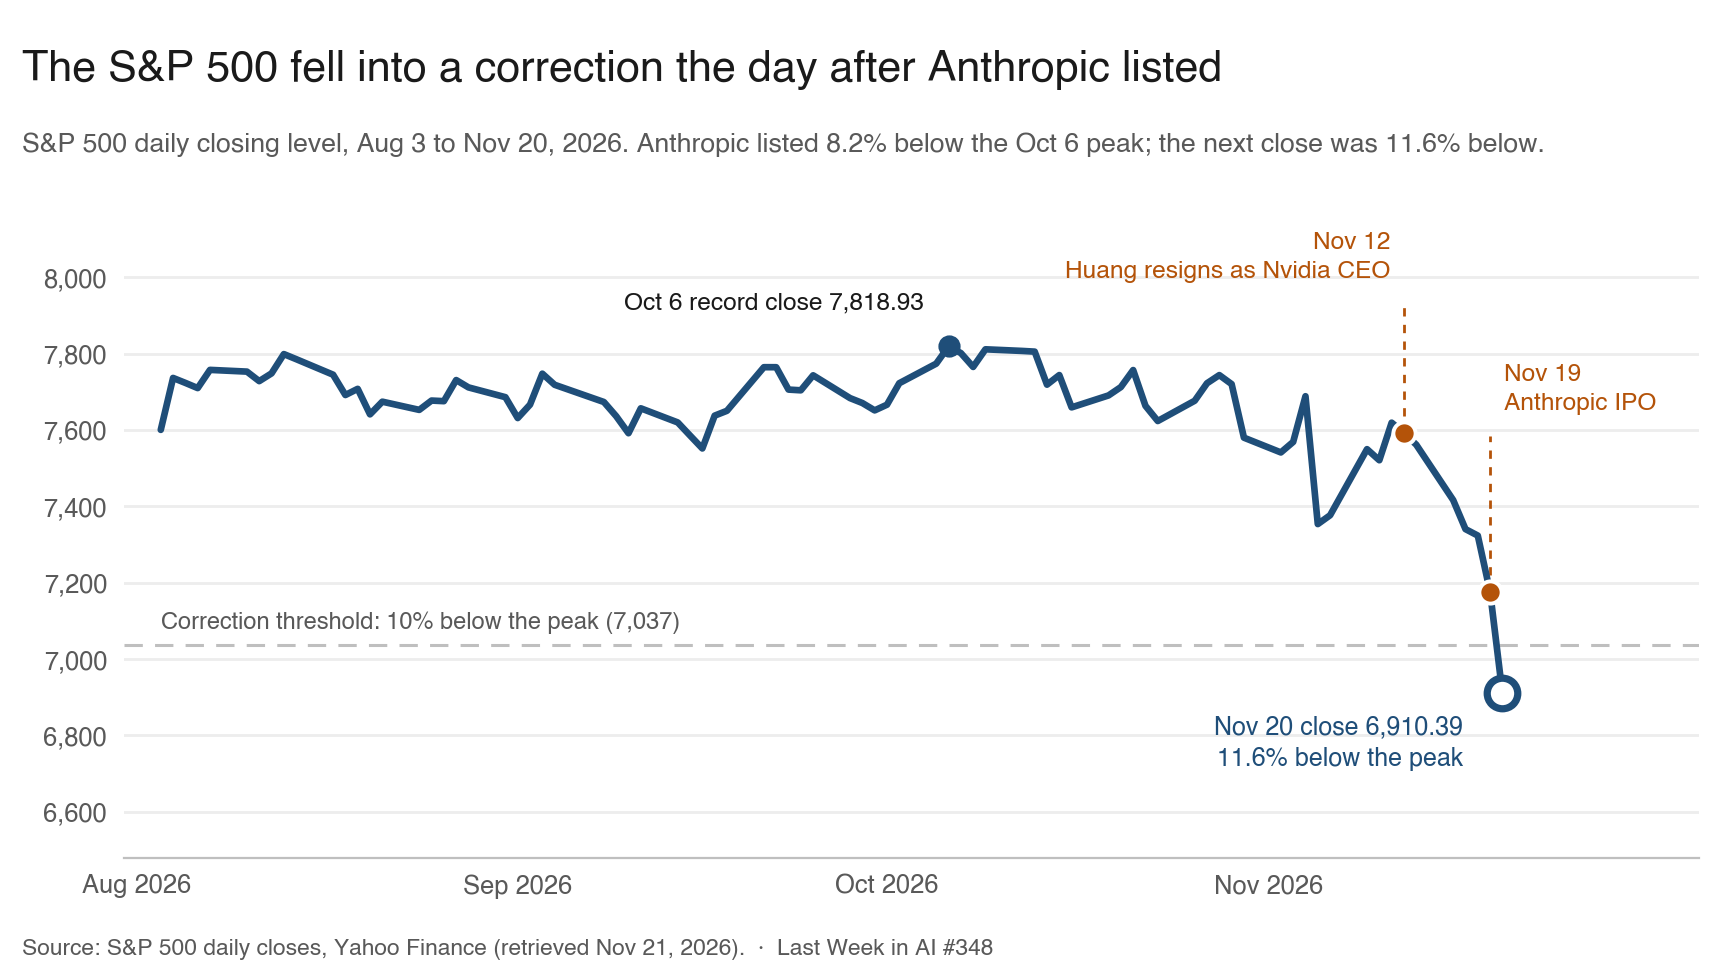 The S&P 500 fell into a correction the day after Anthropic listed
S&P 500 daily closing level, Aug 3 to Nov 20, 2026. Anthropic listed 8.2% below the Oct 6 peak; the next close was 11.6% below.
Nov 12
Huang resigns as Nvidia CEO
8,000
Oct 6 record close 7,818.93
7,800
Nov 19
Anthropic IPO
7,600
7,400
7,200
Correction threshold: 10% below the peak (7,037)
7,000
6,800
Nov 20 close 6,910.39
11.6% below the peak
6,600
Aug 2026
Sep 2026
Oct 2026
Nov 2026
Source: S&P 500 daily closes, Yahoo Finance (retrieved Nov 21, 2026). · Last Week in AI #348